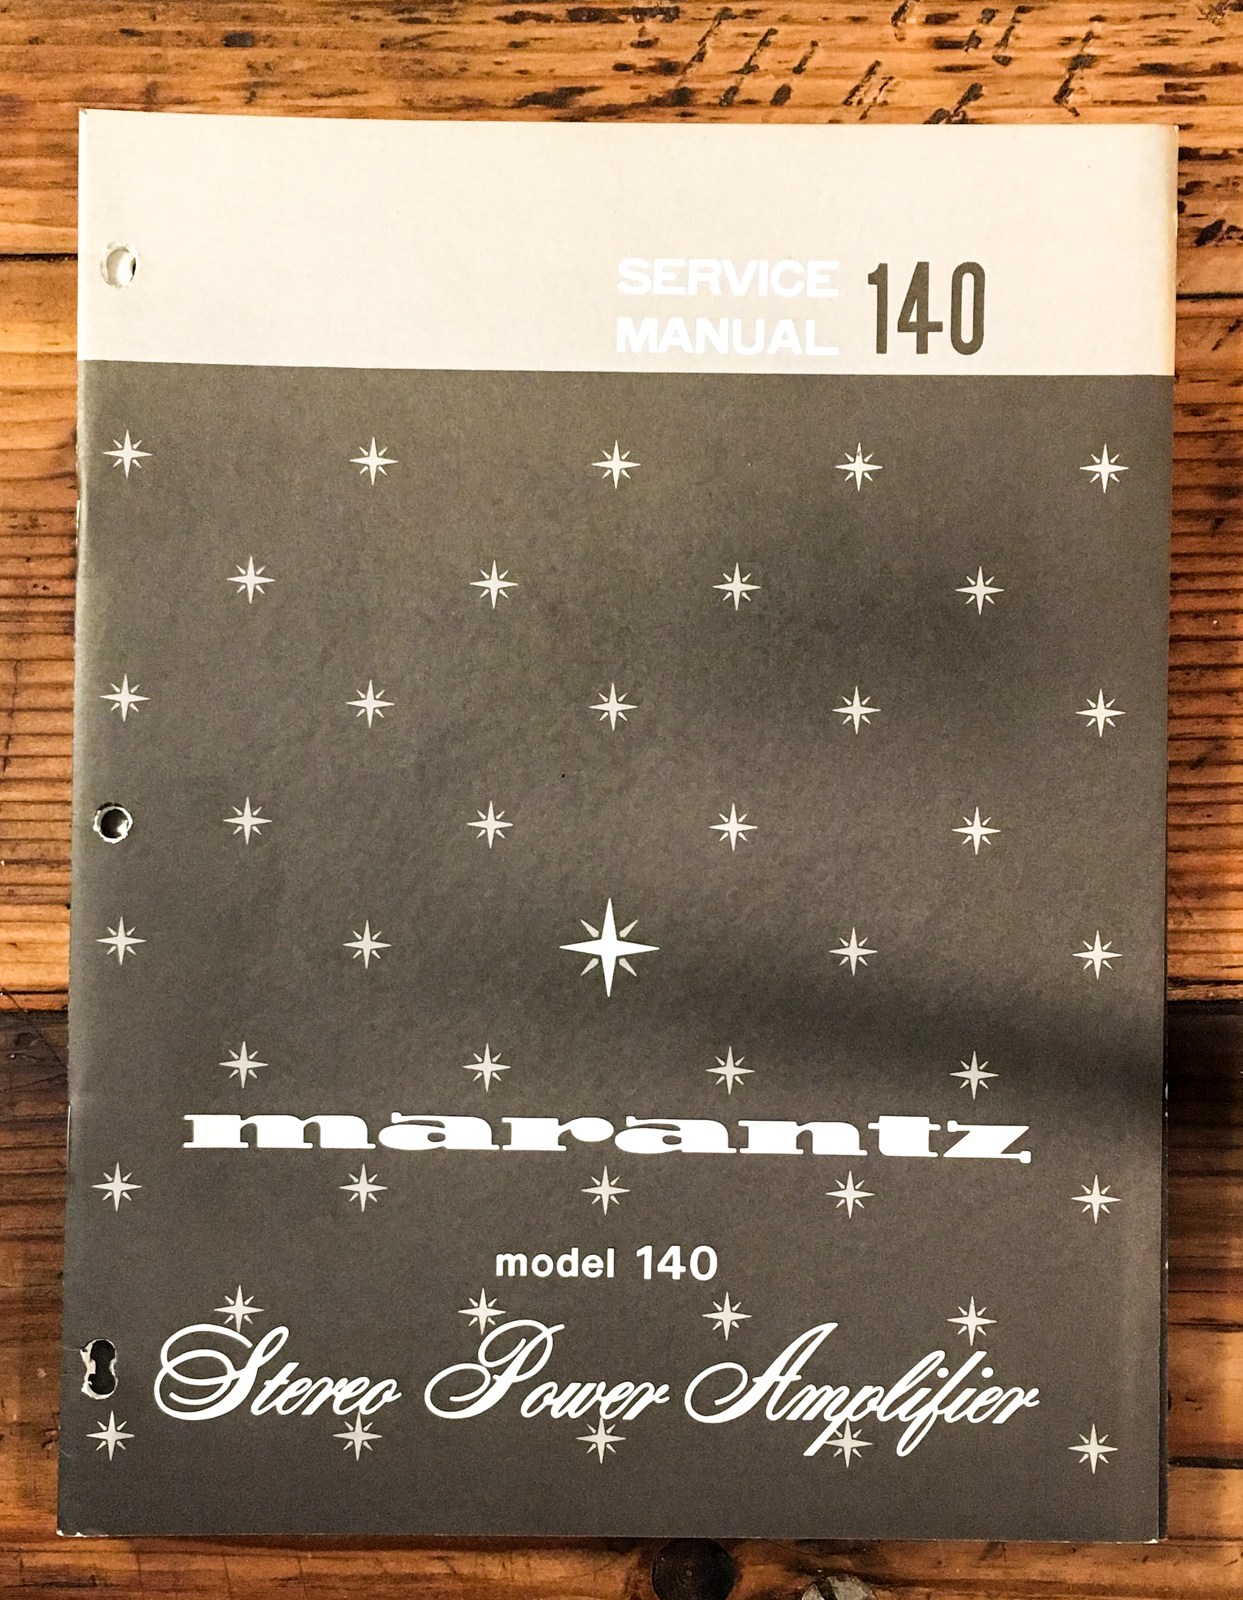 SERVICE
MANUAL 140
marantz
model 140
Stereo Power Amplifier